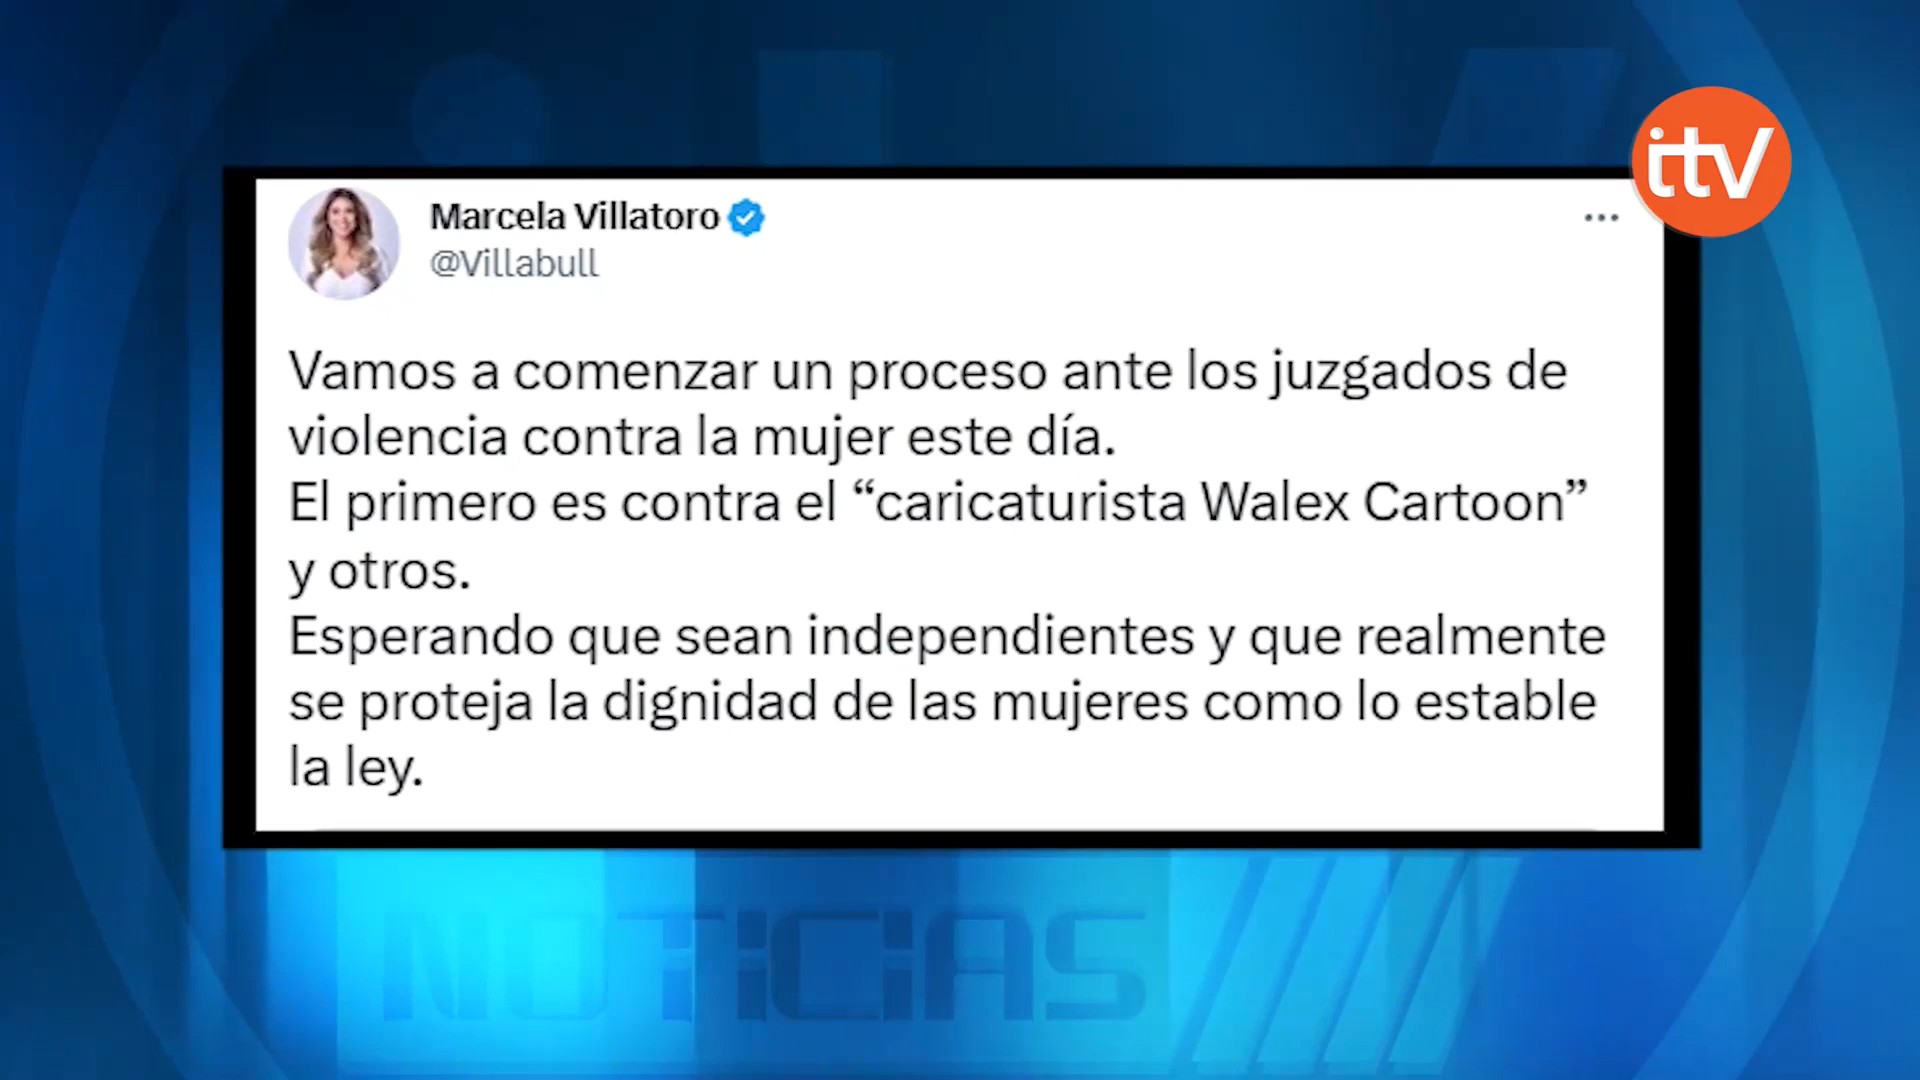 itv
Marcela Villatoro
@Villabull
Vamos a comenzar un proceso ante los juzgados de
violencia contra la mujer este día.
El primero es contra el “caricaturista Walex Cartoon”
y otros.
Esperando que sean independientes y que realmente
se proteja la dignidad de las mujeres como lo estable
la ley.
NOTICIAS